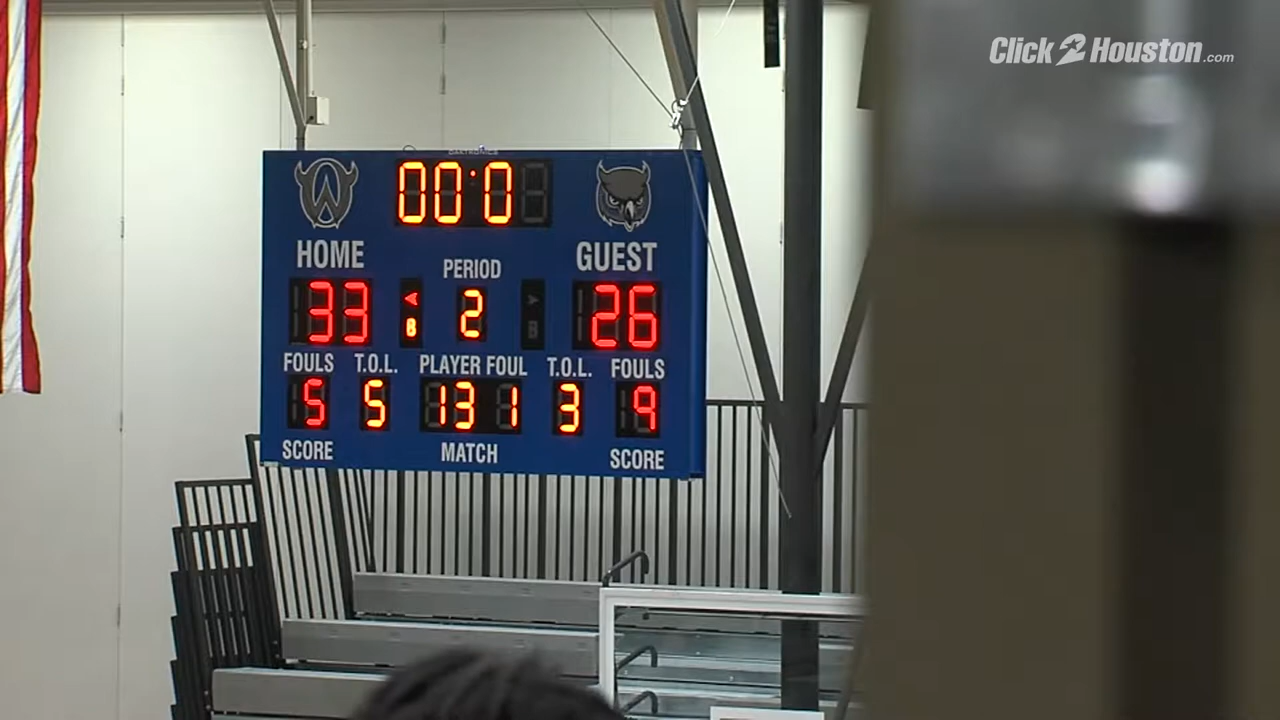 Click2Houston.com
DAKTRONICS
00:0
HOME
GUEST
PERIOD
33 < B 2 26
FOULS T.O.L. PLAYER FOUL T.O.L. FOULS
5 5 13 1 3 9
SCORE MATCH SCORE